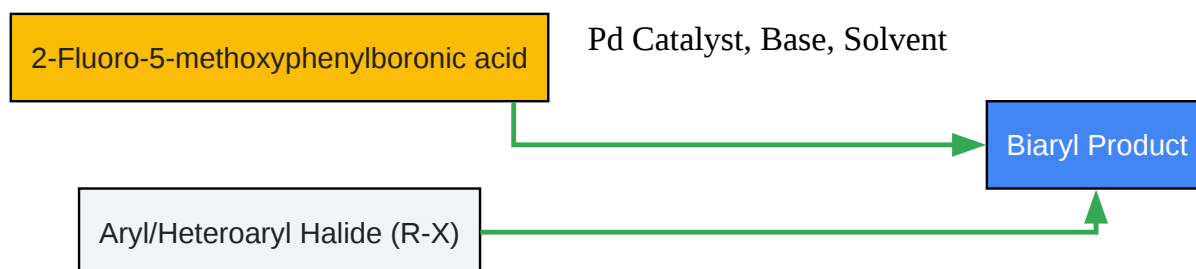 2-Fluoro-5-methoxyphenylboronic acid
Pd Catalyst, Base, Solvent
Biaryl Product
Aryl/Heteroaryl Halide (R-X)